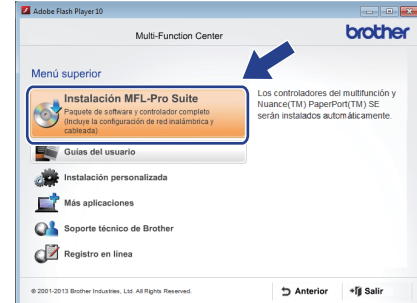 Adobe Flash Player 10
Multi-Function Center
brother
Menú superior
Instalación MFL-Pro Suite
Paquete de software y controlador completo
(Incluye la configuración de red inalámbrica y
cableada)
Los controladores del multifunción y
Nuance(TM) PaperPort(TM) SE
serán instalados automáticamente.
Guías del usuario
Instalación personalizada
Más aplicaciones
Soporte técnico de Brother
Registro en línea
© 2001-2013 Brother Industries, Ltd. All Rights Reserved.
Anterior
Salir